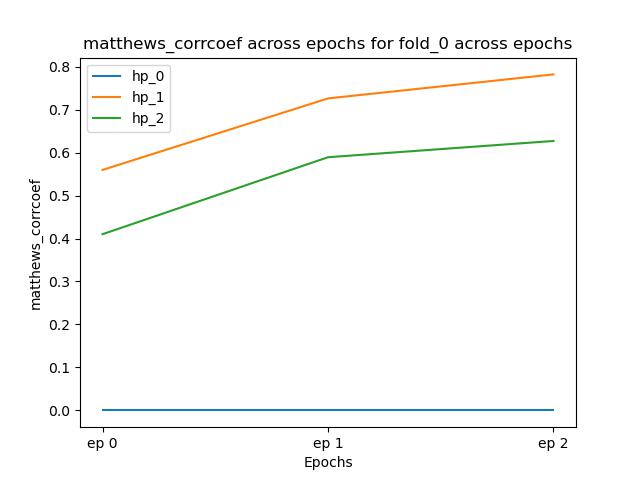 matthews_corrcoef across epochs for fold_0 across epochs
hp_0
hp_1
hp_2
matthews_corrcoef
0.8
0.7
0.6
0.5
0.4
0.3
0.2
0.1
0.0
ep 0
ep 1
ep 2
Epochs